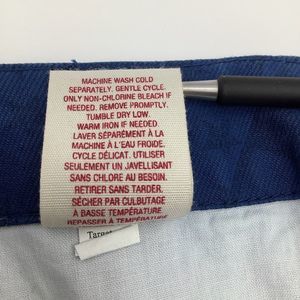 MACHINE WASH COLD
SEPARATELY. GENTLE CYCLE.
ONLY NON-CHLORINE BLEACH IF
NEEDED. REMOVE PROMPTLY.
TUMBLE DRY LOW.
WARM IRON IF NEEDED.
LAVER SÉPARÉMENT À LA
MACHINE À L'EAU FROIDE.
CYCLE DÉLICAT. UTILISER
SEULEMENT UN JAVELLISANT
SANS CHLORE AU BESOIN.
RETIRER SANS TARDER.
SÉCHER PAR CULBUTAGE
À BASSE TEMPÉRATURE
REPASSER À TEMPÉRATURE